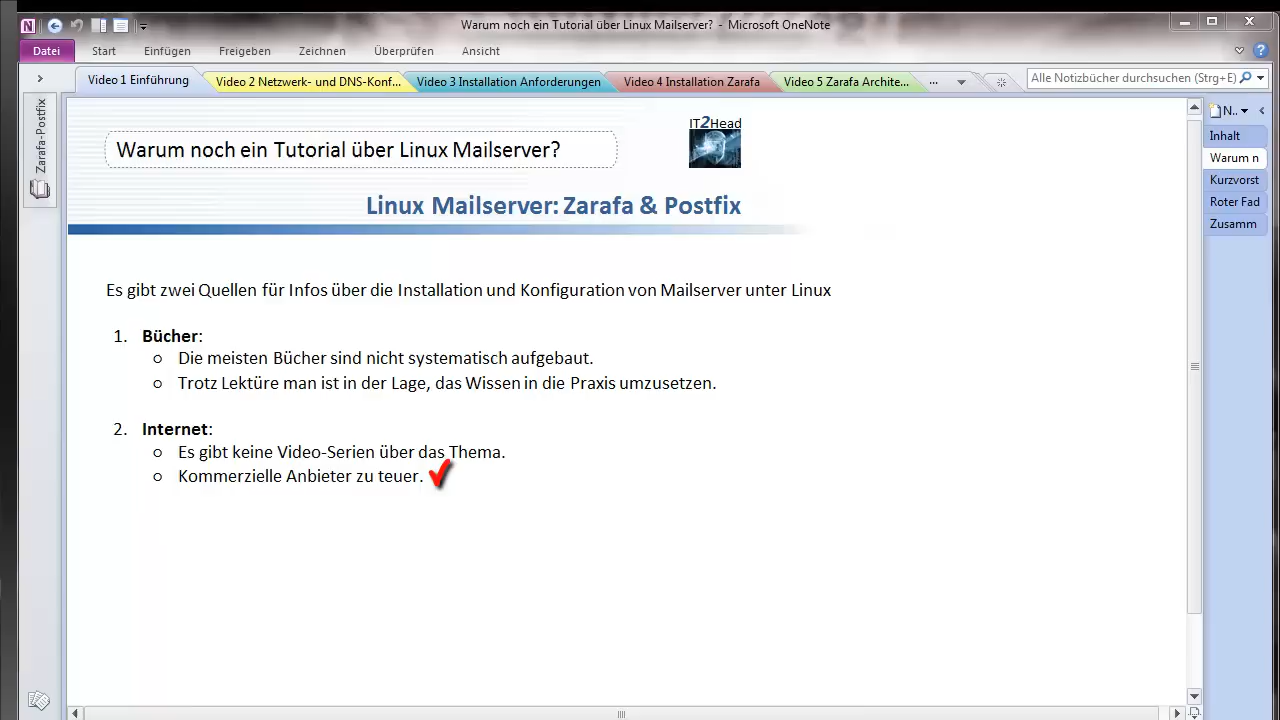 Warum noch ein Tutorial über Linux Mailserver? - Microsoft OneNote
Datei Start Einfügen Freigeben Zeichnen Überprüfen Ansicht
Video 1 Einführung Video 2 Netzwerk- und DNS-Konf... Video 3 Installation Anforderungen Video 4 Installation Zarafa Video 5 Zarafa Archite... ... Alle Notizbücher durchsuchen (Strg+E)
Zarafa-Postfix
N..
Inhalt
Warum n
Kurzvorst
Roter Fad
Zusamm
IT2Head
Warum noch ein Tutorial über Linux Mailserver?
Linux Mailserver: Zarafa & Postfix
Es gibt zwei Quellen für Infos über die Installation und Konfiguration von Mailserver unter Linux
1. Bücher:
o Die meisten Bücher sind nicht systematisch aufgebaut.
o Trotz Lektüre man ist in der Lage, das Wissen in die Praxis umzusetzen.
2. Internet:
o Es gibt keine Video-Serien über das Thema.
o Kommerzielle Anbieter zu teuer.